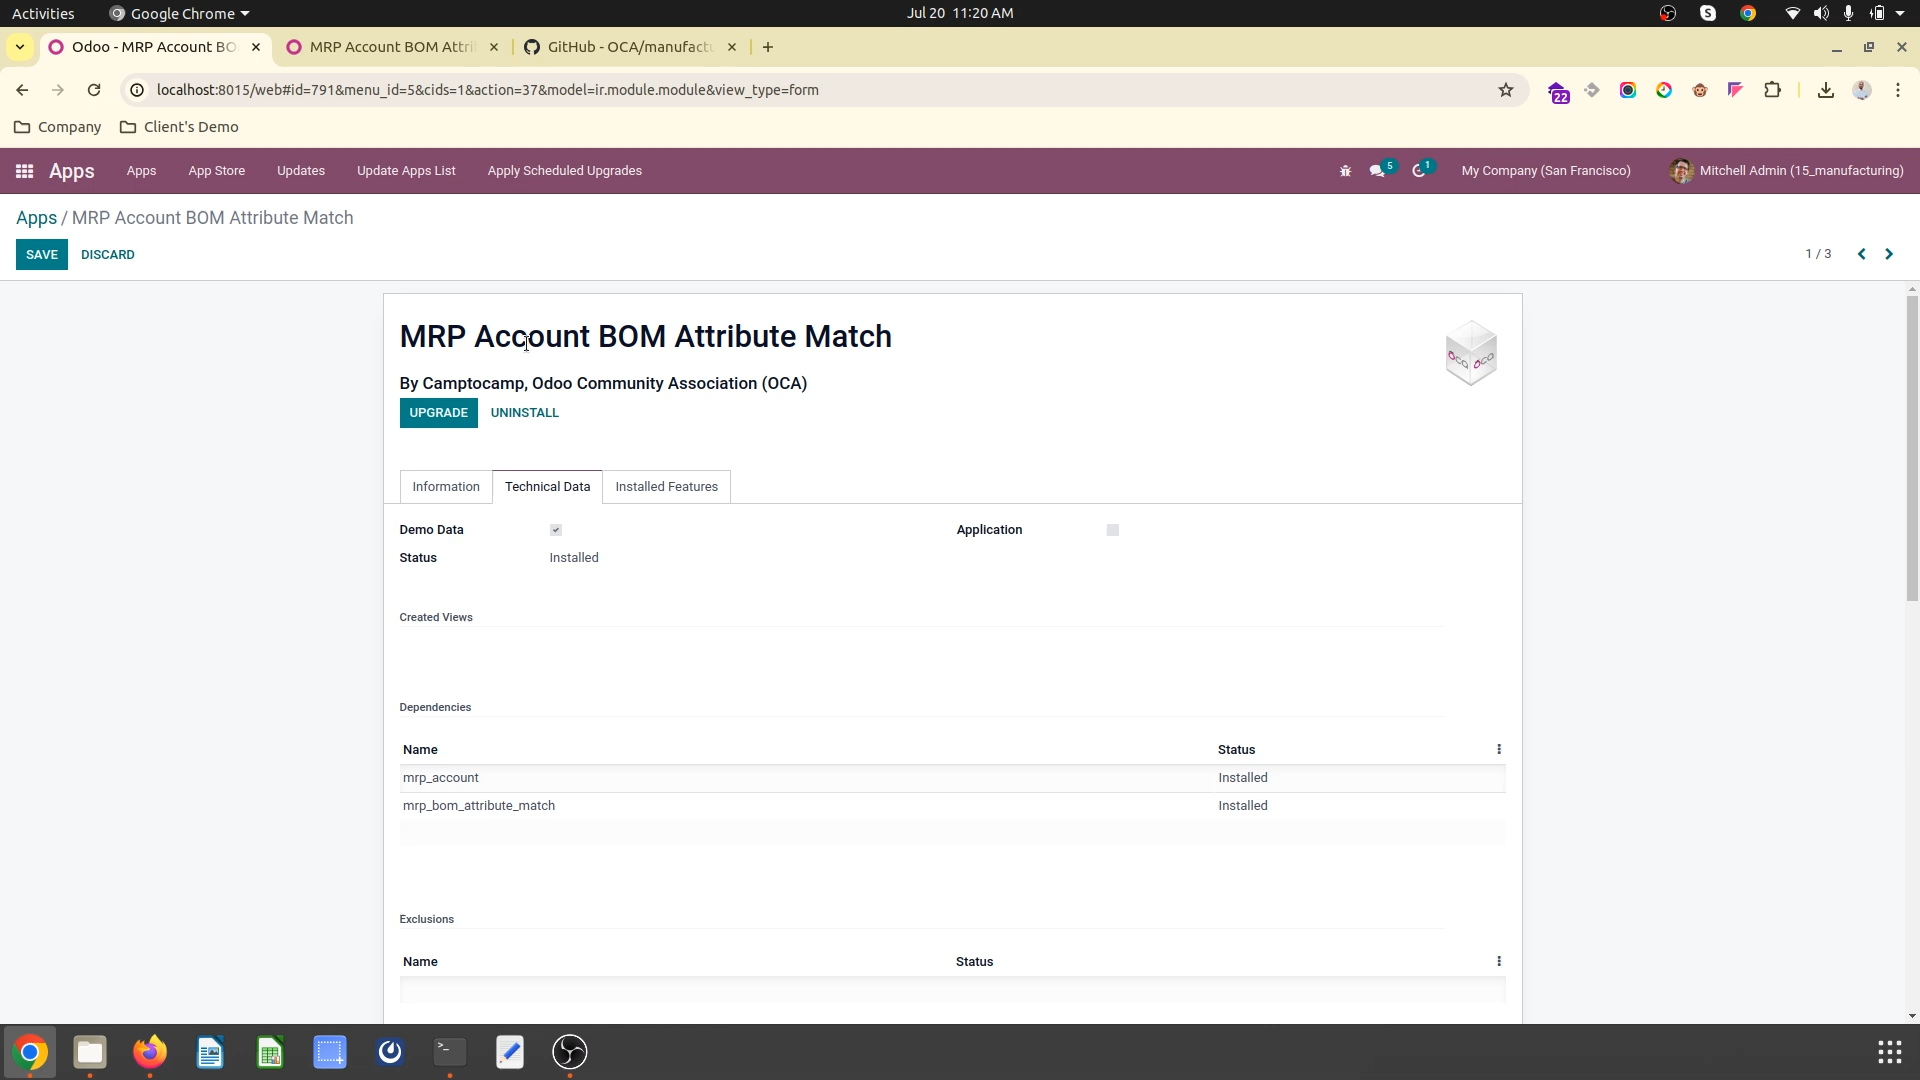 Activities
Google Chrome
Jul 20 11:20 AM
Odoo - MRP Account BO
MRP Account BOM Attri
GitHub - OCA/manufactu
localhost:8015/web#id=791&menu_id=5&cids=1&action=37&model=ir.module.module&view_type=form
22
Company
Client's Demo
Apps
Apps
App Store
Updates
Update Apps List
Apply Scheduled Upgrades
5
1
My Company (San Francisco)
Mitchell Admin (15_manufacturing)
Apps / MRP Account BOM Attribute Match
SAVE
DISCARD
1 / 3
MRP Account BOM Attribute Match
By Camptocamp, Odoo Community Association (OCA)
UPGRADE
UNINSTALL
Information
Technical Data
Installed Features
Demo Data
Application
Status
Installed
Created Views
Dependencies
Name
Status
mrp_account
Installed
mrp_bom_attribute_match
Installed
Exclusions
Name
Status